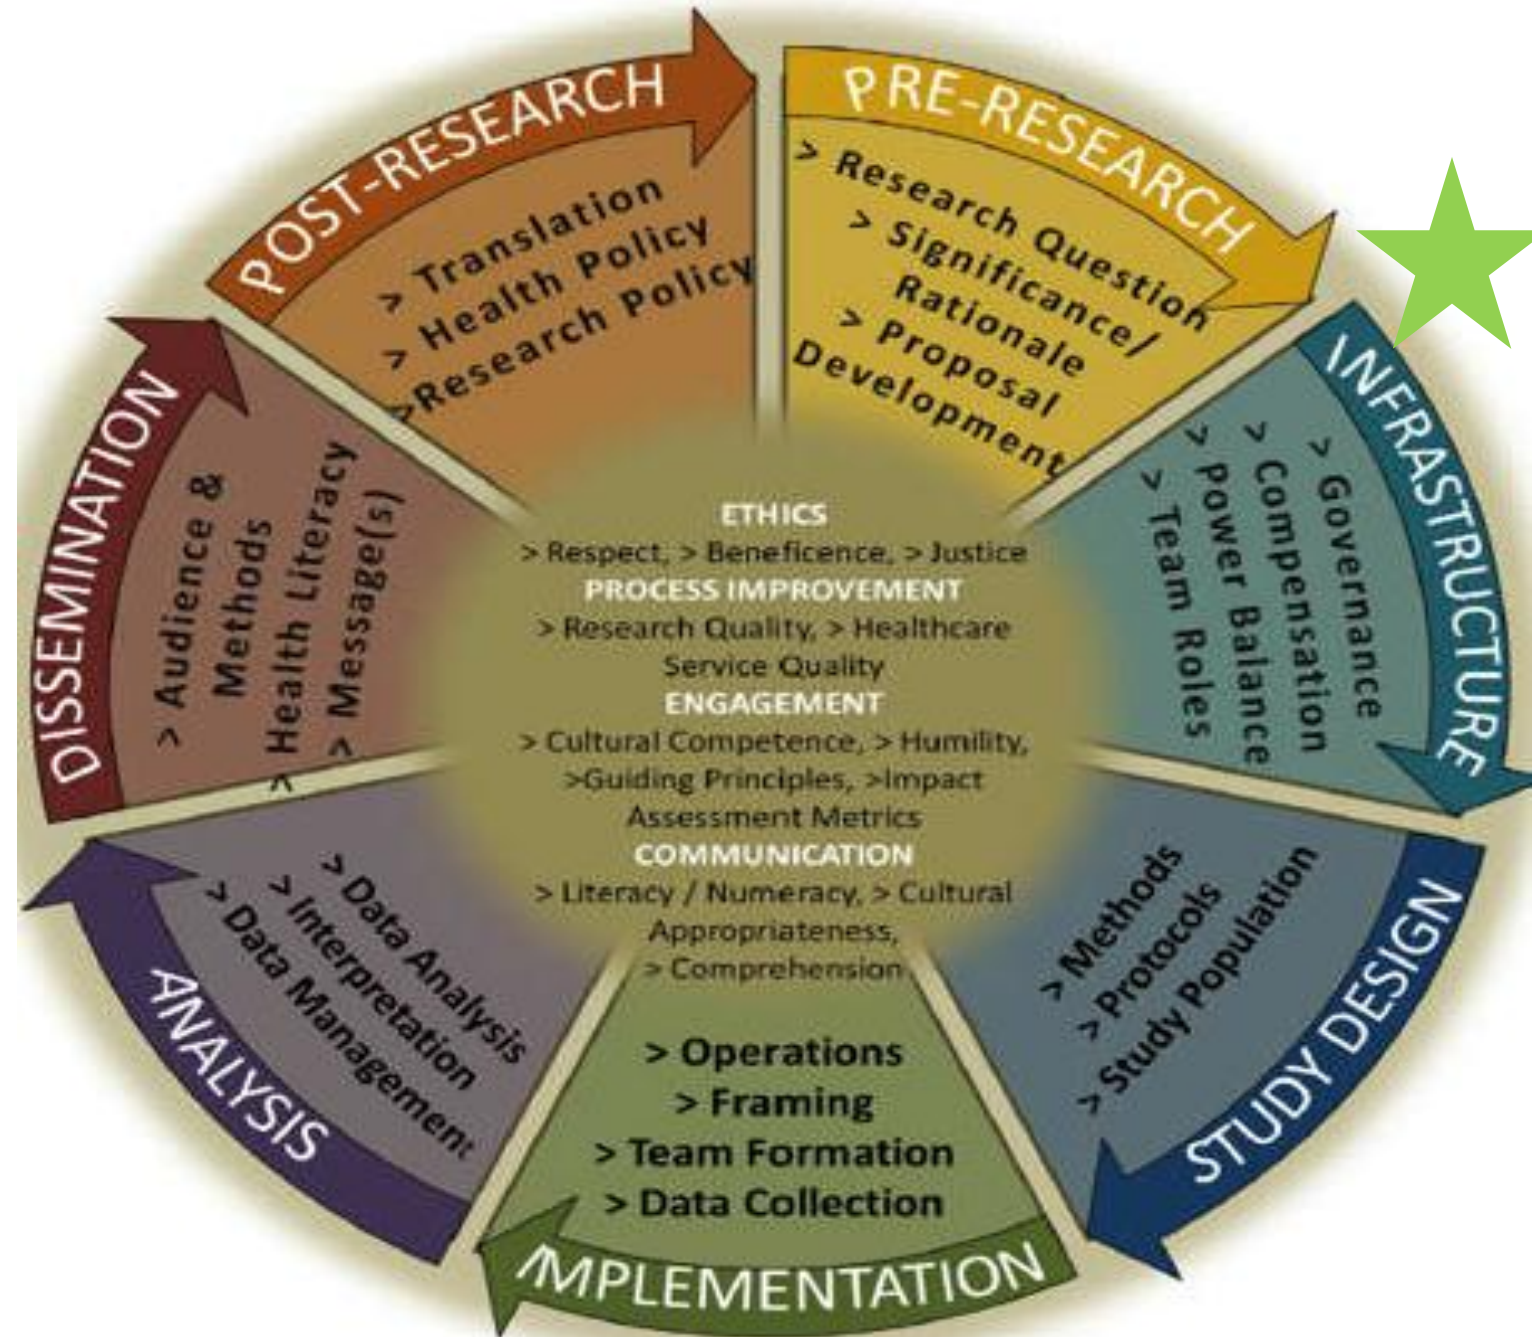 PRE-RESEARCH
> Research Question
> Significance/
Rationale
> Proposal
Development
INFRASTRUCTURE
> Governance
> Compensation
> Power Balance
> Team Roles
STUDY DESIGN
> Methods
> Protocols
> Study Population
IMPLEMENTATION
> Operations
> Framing
> Team Formation
> Data Collection
ANALYSIS
> Data Analysis
> Interpretation
> Data Management
DISSEMINATION
> Audience &
Methods
> Health Literacy
> Message(s)
POST-RESEARCH
> Translation
> Health Policy
>Research Policy
ETHICS
> Respect, > Beneficence, > Justice
PROCESS IMPROVEMENT
> Research Quality, > Healthcare
Service Quality
ENGAGEMENT
> Cultural Competence, > Humility,
>Guiding Principles, >Impact
Assessment Metrics
COMMUNICATION
> Literacy / Numeracy, > Cultural
Appropriateness,
> Comprehension